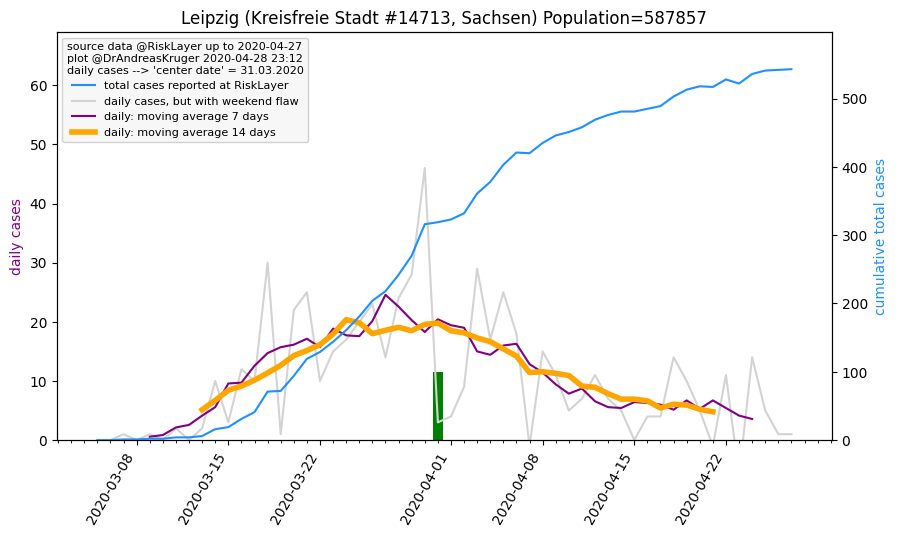 Leipzig (Kreisfreie Stadt #14713, Sachsen) Population=587857
source data @RiskLayer up to 2020-04-27
plot @DrAndreasKruger 2020-04-28 23:12
daily cases --> 'center date' = 31.03.2020
total cases reported at RiskLayer
daily cases, but with weekend flaw
daily: moving average 7 days
daily: moving average 14 days
daily cases
60
50
40
30
20
10
0
cumulative total cases
500
400
300
200
100
0
2020-03-08
2020-03-15
2020-03-22
2020-04-01
2020-04-08
2020-04-15
2020-04-22